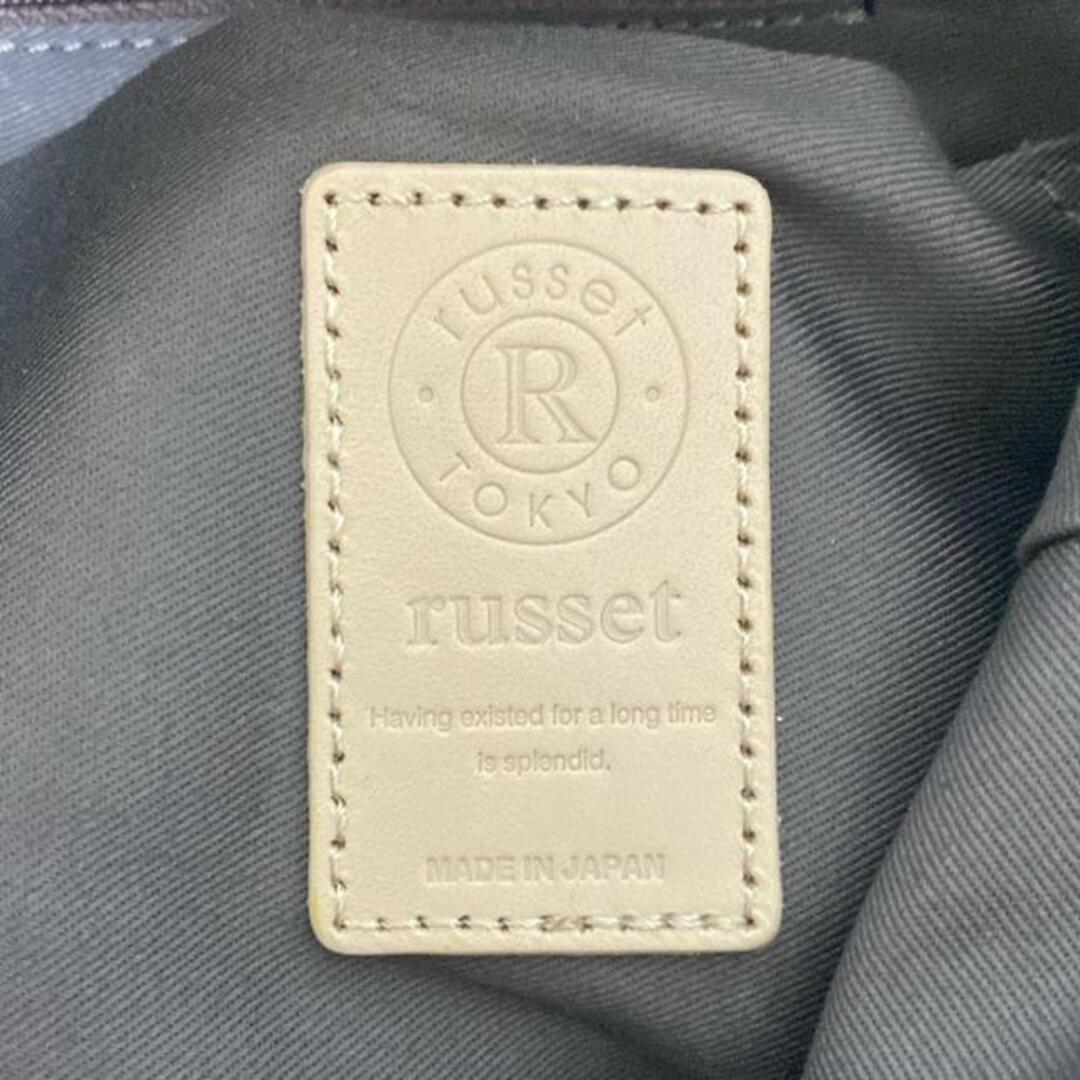 russet
R
TOKYO
russet
Having existed for a long time
is splendid.
MADE IN JAPAN